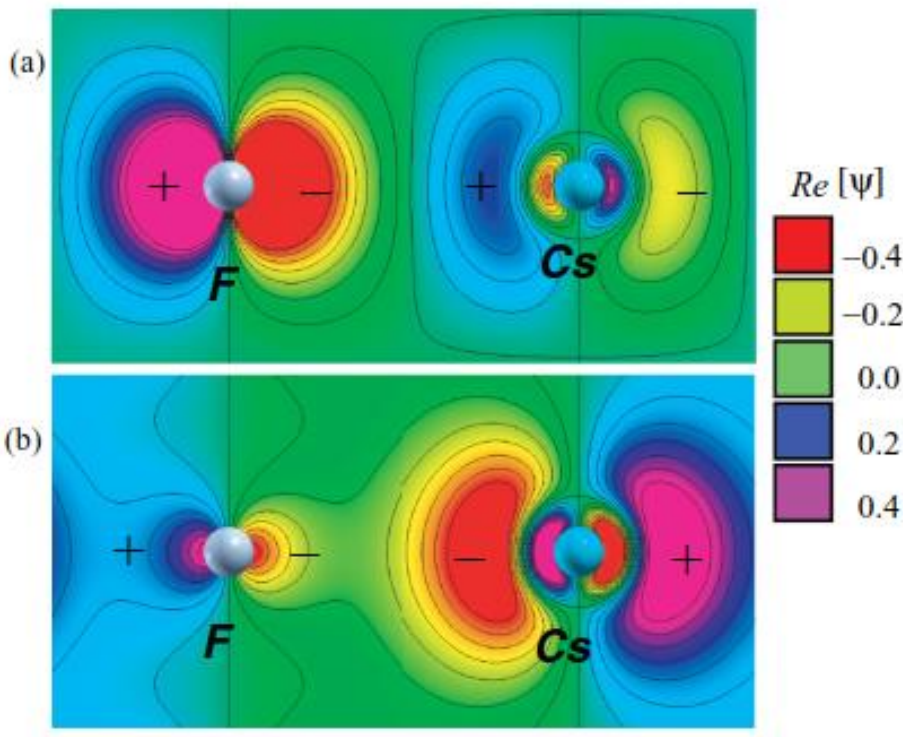 (a)
+ − + −
F Cs
Re [ψ]
−0.4
−0.2
0.0
0.2
0.4
(b)
+ − − +
F Cs